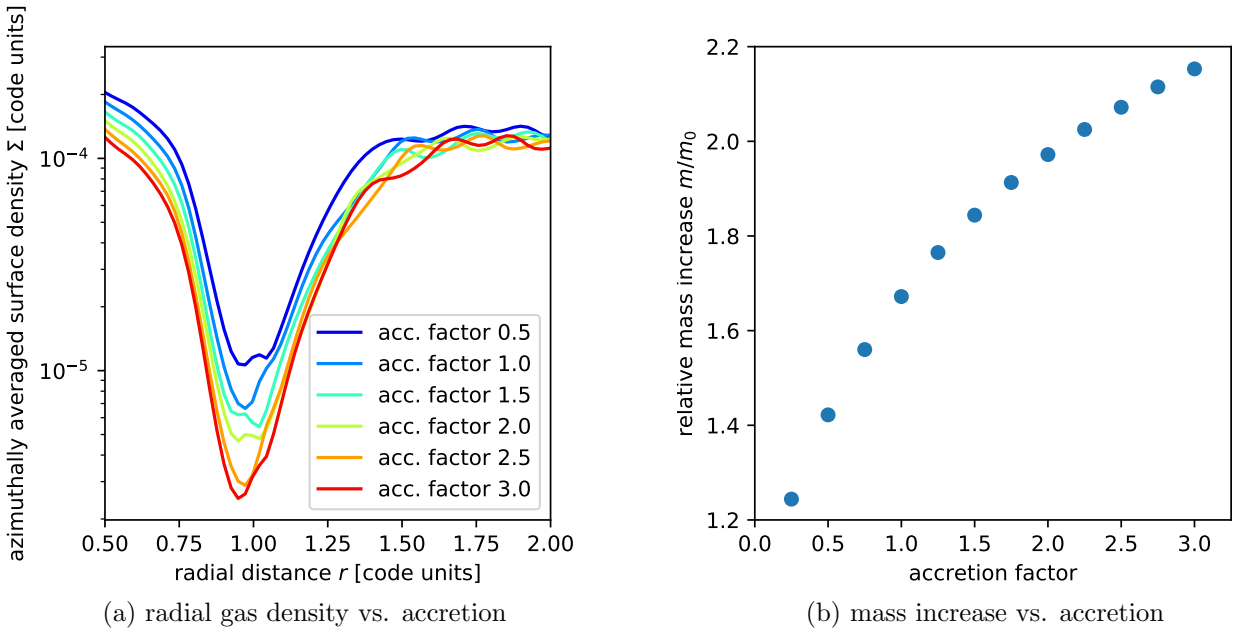 azimuthally averaged surface density Σ [code units]
10⁻⁴
10⁻⁵
acc. factor 0.5
acc. factor 1.0
acc. factor 1.5
acc. factor 2.0
acc. factor 2.5
acc. factor 3.0
0.50 0.75 1.00 1.25 1.50 1.75 2.00
radial distance r [code units]
(a) radial gas density vs. accretion
relative mass increase m/m₀
2.2
2.0
1.8
1.6
1.4
1.2
0.0 0.5 1.0 1.5 2.0 2.5 3.0
accretion factor
(b) mass increase vs. accretion